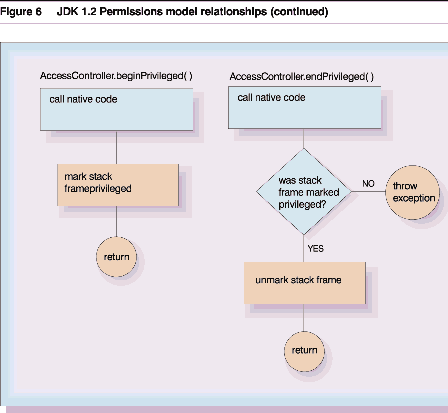 Figure 6 JDK 1.2 Permissions model relationships (continued)
AccessController.beginPrivileged( )
call native code
mark stack
frameprivileged
return
AccessController.endPrivileged( )
call native code
was stack
frame marked
privileged?
NO
throw
exception
YES
unmark stack frame
return